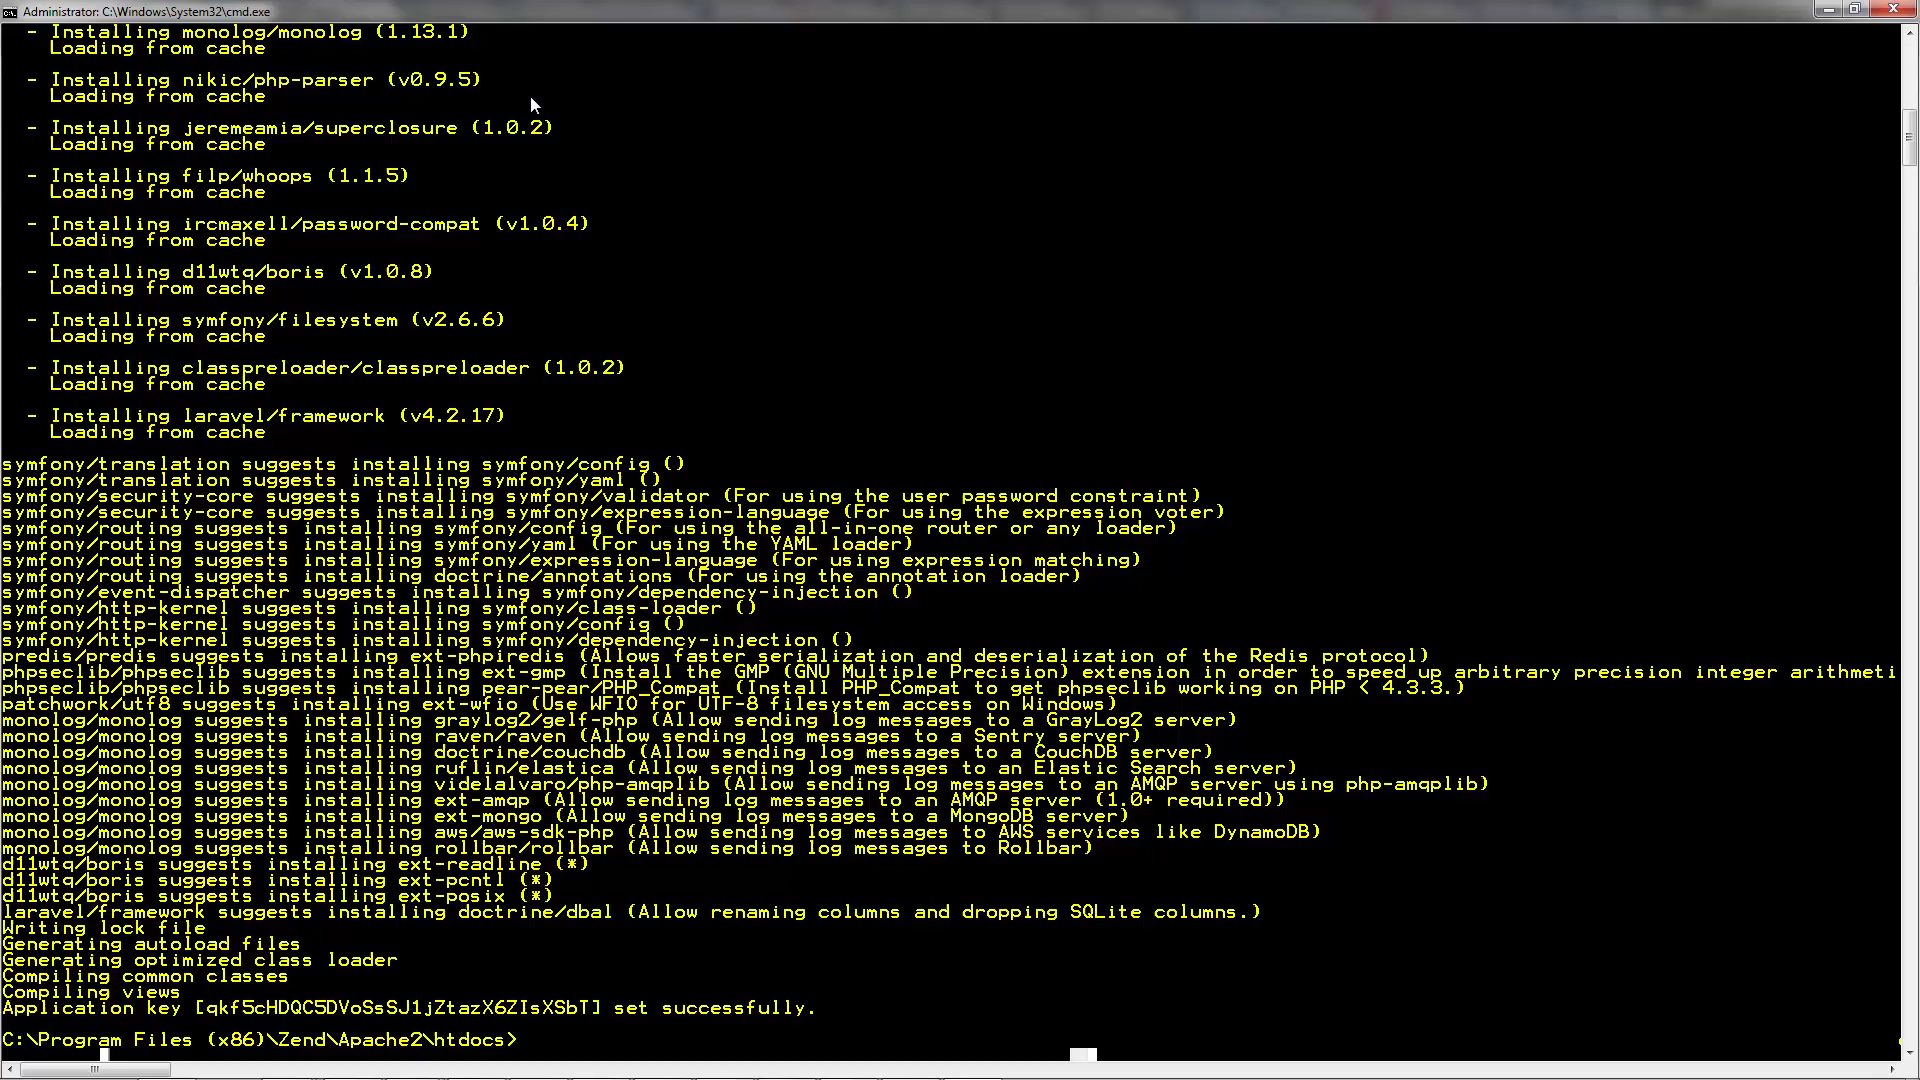 Administrator: C:\Windows\System32\cmd.exe
- Installing monolog/monolog (1.13.1)
Loading from cache
- Installing nikic/php-parser (v0.9.5)
Loading from cache
- Installing jeremeamia/superclosure (1.0.2)
Loading from cache
- Installing filp/whoops (1.1.5)
Loading from cache
- Installing ircmaxell/password-compat (v1.0.4)
Loading from cache
- Installing d11wtq/boris (v1.0.8)
Loading from cache
- Installing symfony/filesystem (v2.6.6)
Loading from cache
- Installing classpreloader/classpreloader (1.0.2)
Loading from cache
- Installing laravel/framework (v4.2.17)
Loading from cache
symfony/translation suggests installing symfony/config ()
symfony/translation suggests installing symfony/yaml ()
symfony/security-core suggests installing symfony/validator (For using the user password constraint)
symfony/security-core suggests installing symfony/expression-language (For using the expression voter)
symfony/routing suggests installing symfony/config (For using the all-in-one router or any loader)
symfony/routing suggests installing symfony/yaml (For using the YAML loader)
symfony/routing suggests installing symfony/expression-language (For using expression matching)
symfony/routing suggests installing doctrine/annotations (For using the annotation loader)
symfony/event-dispatcher suggests installing symfony/dependency-injection ()
symfony/http-kernel suggests installing symfony/class-loader ()
symfony/http-kernel suggests installing symfony/config ()
symfony/http-kernel suggests installing symfony/dependency-injection ()
predis/predis suggests installing ext-phpiredis (Allows faster serialization and deserialization of the Redis protocol)
phpseclib/phpseclib suggests installing ext-gmp (Install the GMP (GNU Multiple Precision) extension in order to speed up arbitrary precision integer arithmeti
phpseclib/phpseclib suggests installing pear-pear/PHP_Compat (Install PHP_Compat to get phpseclib working on PHP < 4.3.3.)
patchwork/utf8 suggests installing ext-wfio (Use WFIO for UTF-8 filesystem access on Windows)
monolog/monolog suggests installing graylog2/gelf-php (Allow sending log messages to a GrayLog2 server)
monolog/monolog suggests installing raven/raven (Allow sending log messages to a Sentry server)
monolog/monolog suggests installing doctrine/couchdb (Allow sending log messages to a CouchDB server)
monolog/monolog suggests installing ruflin/elastica (Allow sending log messages to an Elastic Search server)
monolog/monolog suggests installing videlalvaro/php-amqplib (Allow sending log messages to an AMQP server using php-amqplib)
monolog/monolog suggests installing ext-amqp (Allow sending log messages to an AMQP server (1.0+ required))
monolog/monolog suggests installing ext-mongo (Allow sending log messages to a MongoDB server)
monolog/monolog suggests installing aws/aws-sdk-php (Allow sending log messages to AWS services like DynamoDB)
monolog/monolog suggests installing rollbar/rollbar (Allow sending log messages to Rollbar)
d11wtq/boris suggests installing ext-readline (*)
d11wtq/boris suggests installing ext-pcntl (*)
d11wtq/boris suggests installing ext-posix (*)
laravel/framework suggests installing doctrine/dbal (Allow renaming columns and dropping SQLite columns.)
Writing lock file
Generating autoload files
Generating optimized class loader
Compiling common classes
Compiling views
Application key [qkf5cHDQC5DVoSsSJ1jZtazX6ZIsXSbT] set successfully.
C:\Program Files (x86)\Zend\Apache2\htdocs>